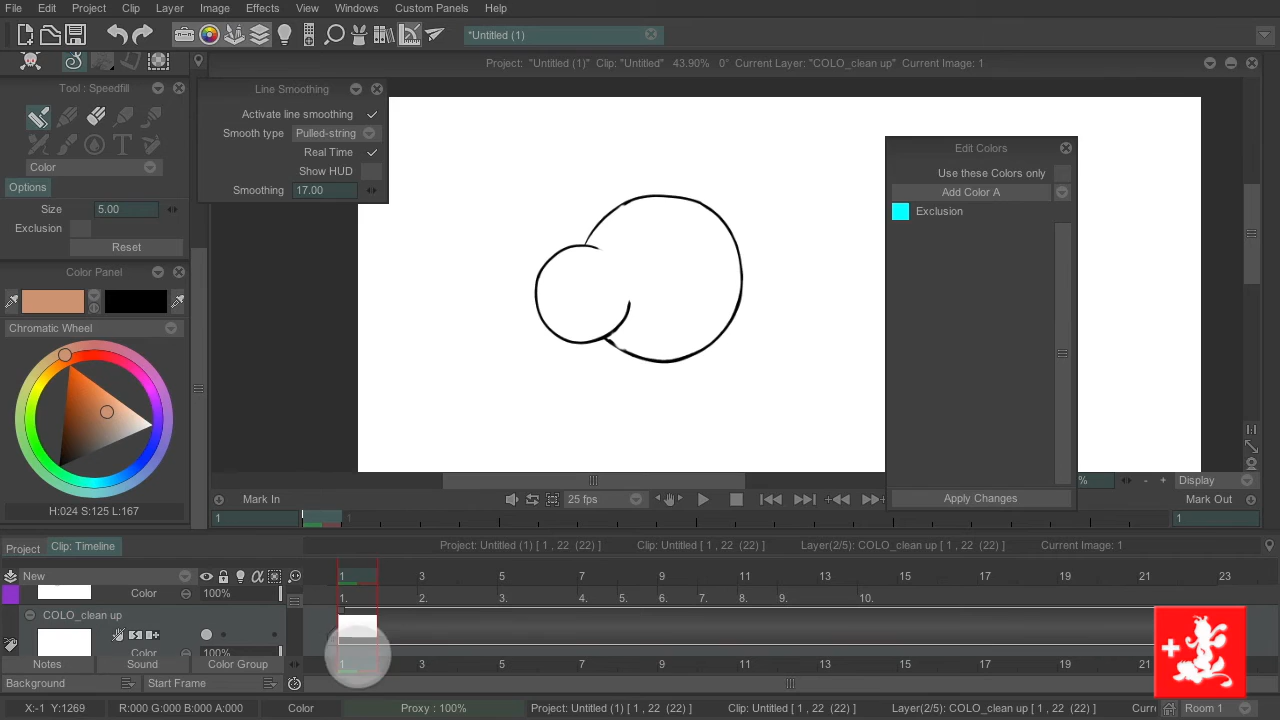 File Edit Project Clip Layer Image Effects View Windows Custom Panels Help
*Untitled (1)
Project: "Untitled (1)" Clip: "Untitled" 43.90% 0° Current Layer: "COLO_clean up" Current Image: 1
Tool : Speedfill
Color
Options
Size 5.00
Exclusion
Reset
Color Panel
Chromatic Wheel
H:024 S:125 L:167
Line Smoothing
Activate line smoothing
Smooth type Pulled-string
Real Time
Show HUD
Smoothing 17.00
Edit Colors
Use these Colors only
Add Color A
Exclusion
Apply Changes
% - + Display
Mark In 25 fps Mark Out
1 1 1
Project Clip: Timeline Project: Untitled (1) [ 1 , 22 (22) ] Clip: Untitled [ 1 , 22 (22) ] Layer(2/5): COLO_clean up [ 1 , 22 (22) ] Current Image: 1
New 1 3 5 7 9 11 13 15 17 19 21 23
Color 100% 1. 2. 3. 4. 5. 6. 7. 8. 9. 10.
COLO_clean up
Color 100%
Notes Sound Color Group 1 3 5 7 9 11 13 15 17 19 21
Background Start Frame
X:-1 Y:1269 R:000 G:000 B:000 A:000 Color Proxy : 100% Project: Untitled (1) [ 1 , 22 (22) ] Clip: Untitled [ 1 , 22 (22) ] Layer(2/5): COLO_clean up [ 1 , 22 (22) ] Curre Room 1